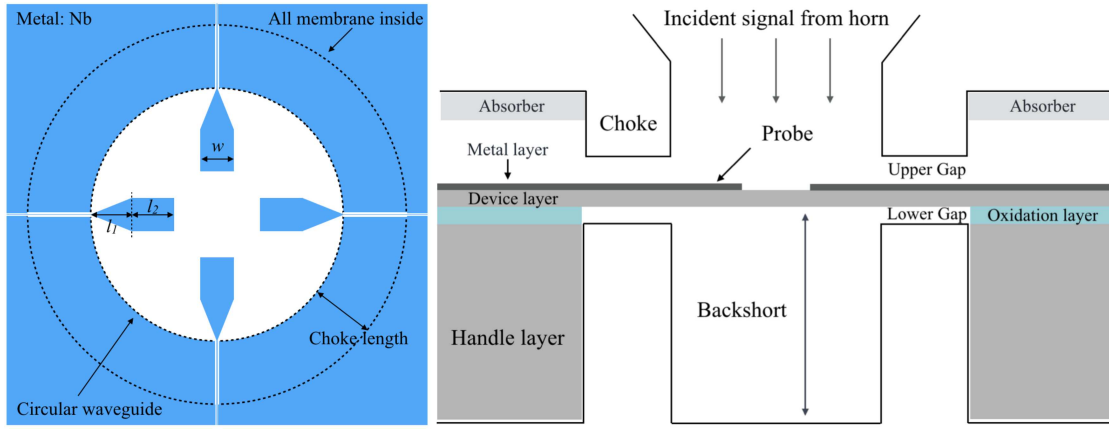 Metal: Nb
All membrane inside
w
l₂
l₁
Choke length
Circular waveguide
Incident signal from horn
Absorber
Choke
Absorber
Probe
Metal layer
Upper Gap
Device layer
Lower Gap
Oxidation layer
Backshort
Handle layer